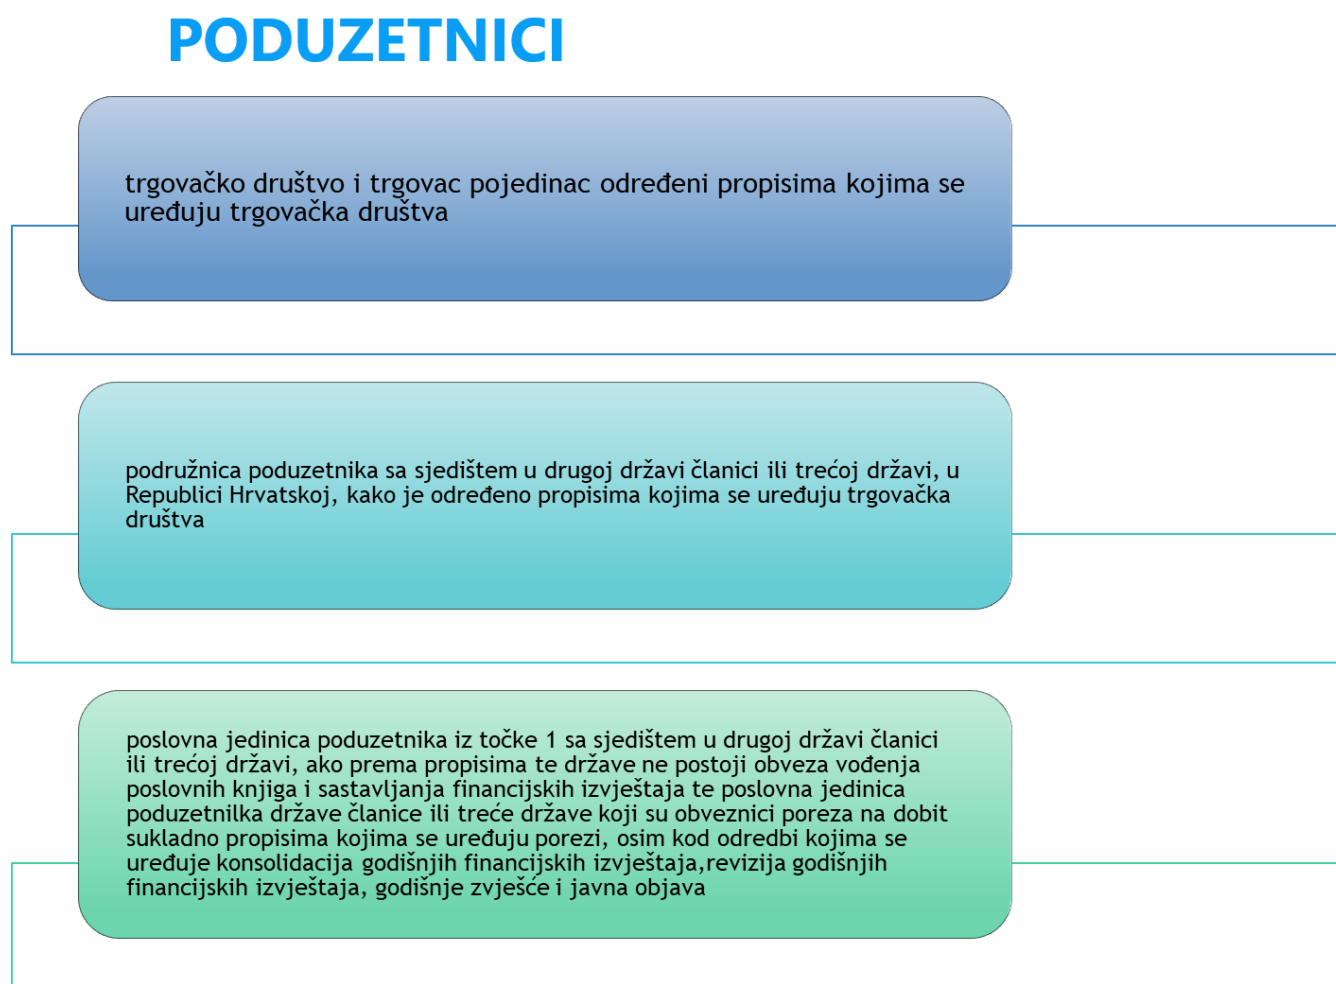 PODUZETNICI
trgovačko društvo i trgovac pojedinac određeni propisima kojima se
uređuju trgovačka društva
podružnica poduzetnika sa sjedištem u drugoj državi članici ili trećoj državi, u
Republici Hrvatskoj, kako je određeno propisima kojima se uređuju trgovačka
društva
poslovna jedinica poduzetnika iz točke 1 sa sjedištem u drugoj državi članici
ili trećoj državi, ako prema propisima te države ne postoji obveza vođenja
poslovnih knjiga i sastavljanja financijskih izvještaja te poslovna jedinica
poduzetnilka države članice ili treće države koji su obveznici poreza na dobit
sukladno propisima kojima se uređuju porezi, osim kod odredbi kojima se
uređuje konsolidacija godišnjih financijskih izvještaja,revizija godišnjih
financijskih izvještaja, godišnje zvješće i javna objava